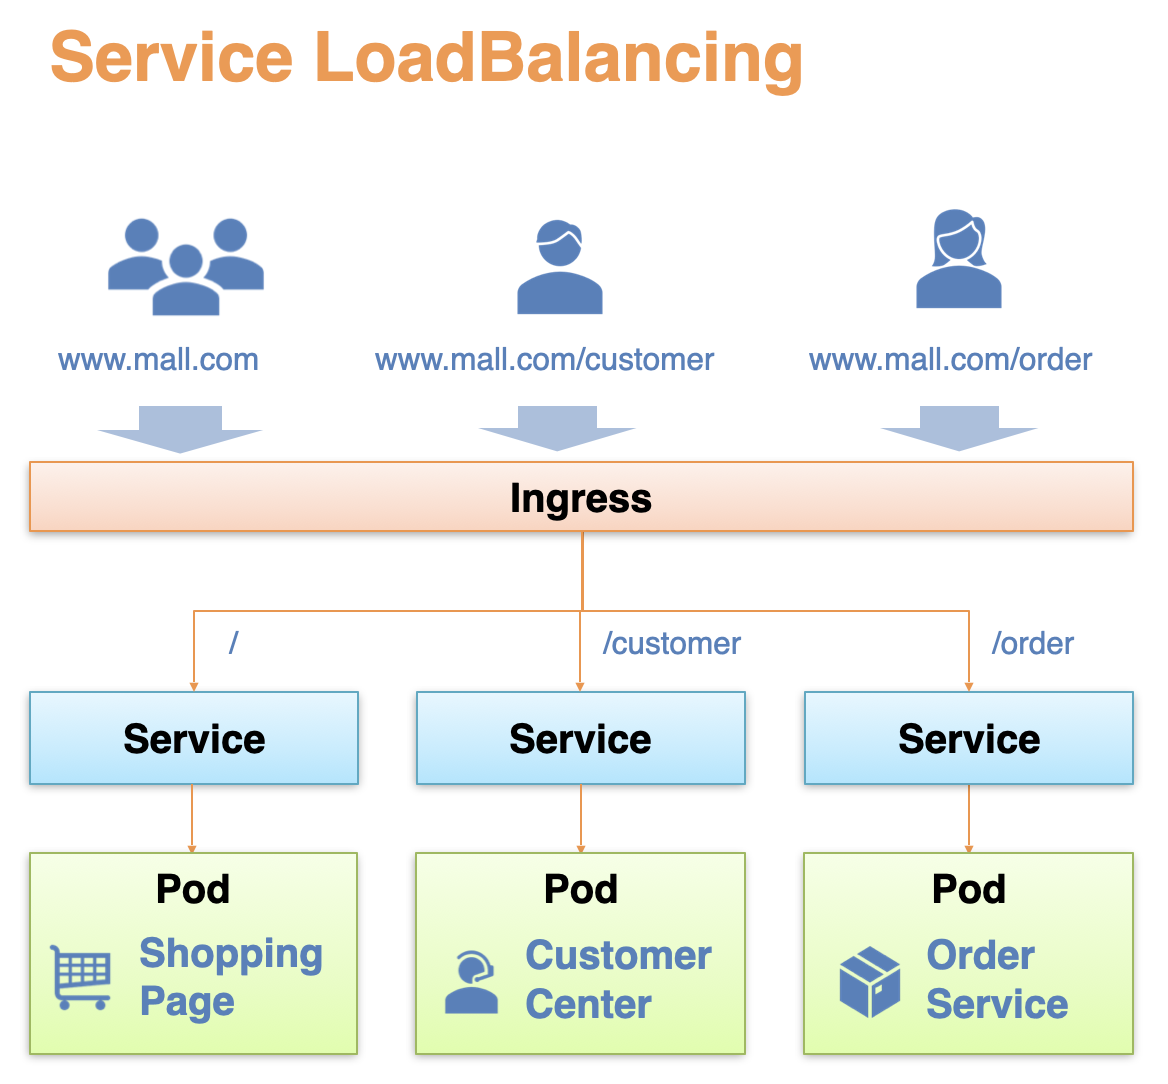 Service LoadBalancing
www.mall.com
www.mall.com/customer
www.mall.com/order
Ingress
/
/customer
/order
Service
Service
Service
Pod
Shopping
Page
Pod
Customer
Center
Pod
Order
Service